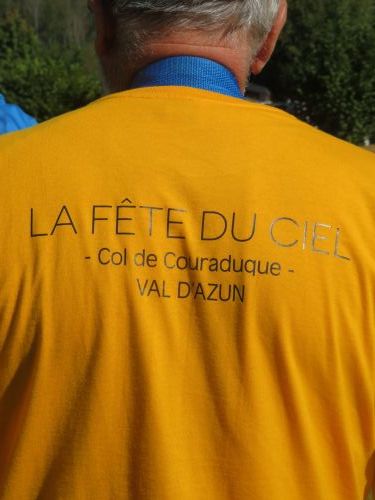 LA FÊTE DU CIEL
- Col de Couraduque -
VAL D'AZUN